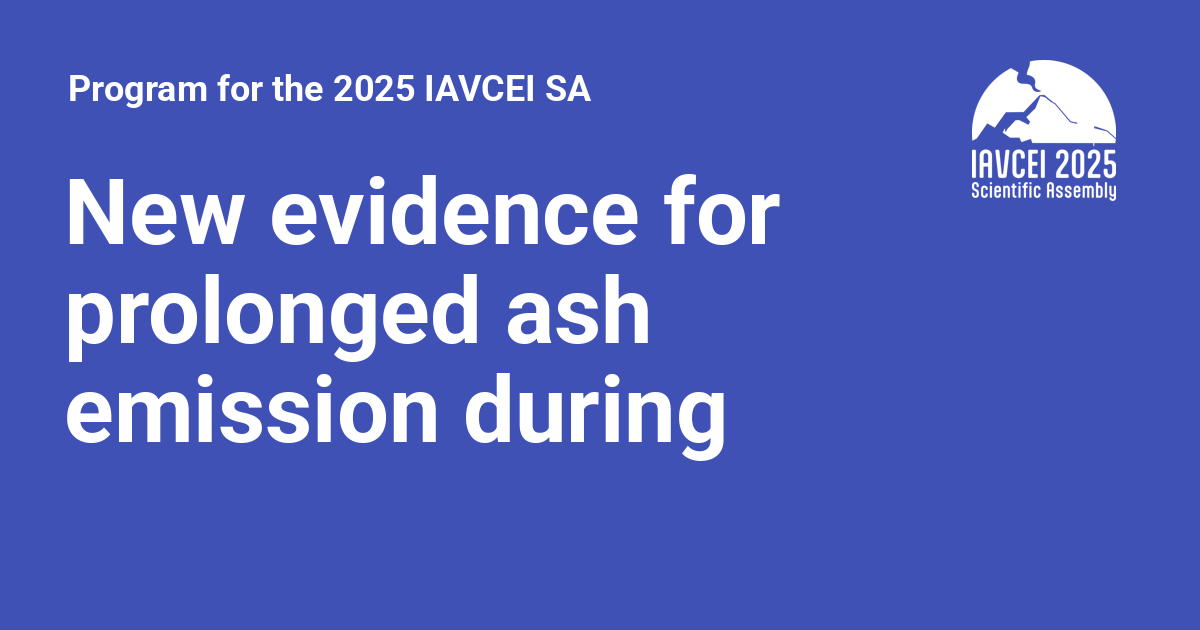 Program for the 2025 IAVCEI SA
IAVCEI 2025
Scientific Assembly
New evidence for
prolonged ash
emission during